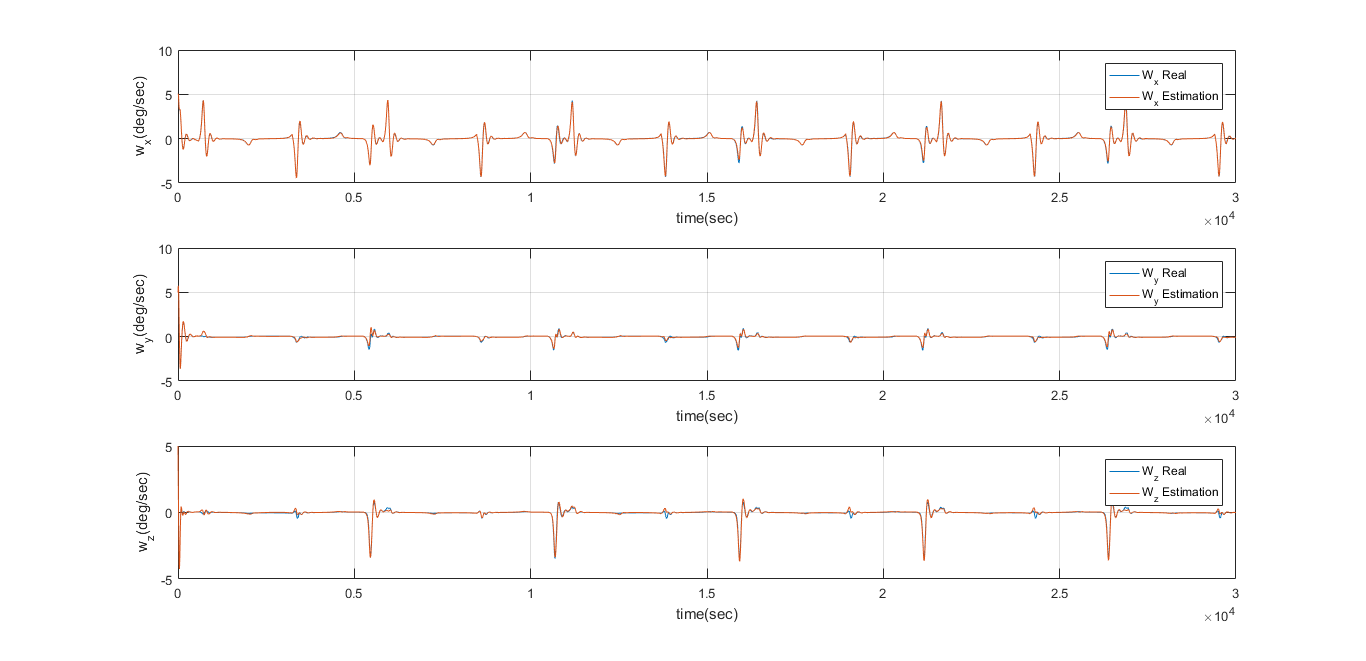 10
5
0
-5
w_x(deg/sec)
W_x Real
W_x Estimation
0 0.5 1 1.5 2 2.5 3
time(sec)
×10^4
10
5
0
-5
w_y(deg/sec)
W_y Real
W_y Estimation
0 0.5 1 1.5 2 2.5 3
time(sec)
×10^4
5
0
-5
w_z(deg/sec)
W_z Real
W_z Estimation
0 0.5 1 1.5 2 2.5 3
time(sec)
×10^4